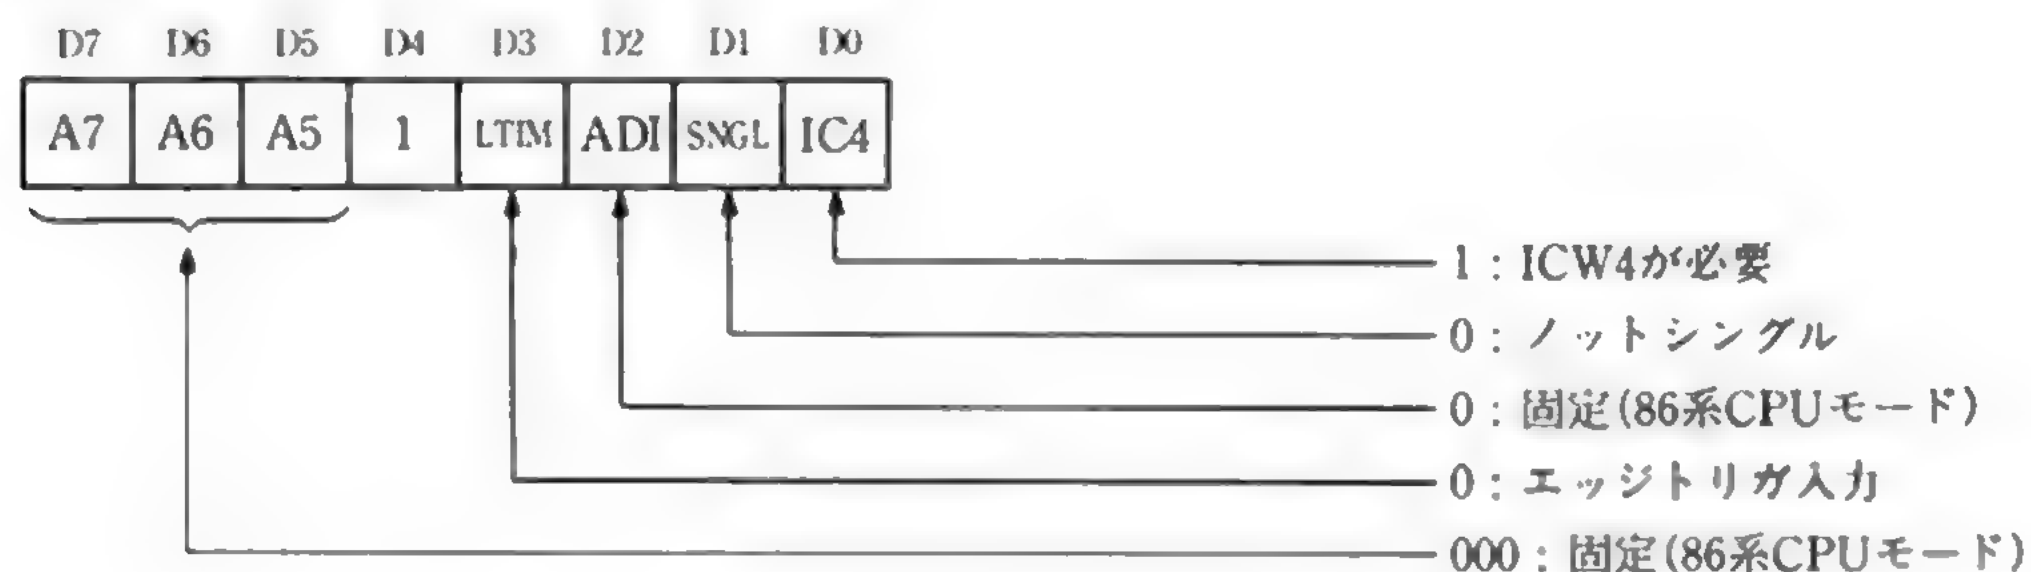 D7 D6 D5 D4 D3 D2 D1 D0
A7 A6 A5 1 LTIM ADI SNGL IC4
1：ICW4が必要
0：ノットシングル
0：固定(86系CPUモード)
0：エッジトリガ入力
000：固定(86系CPUモード)